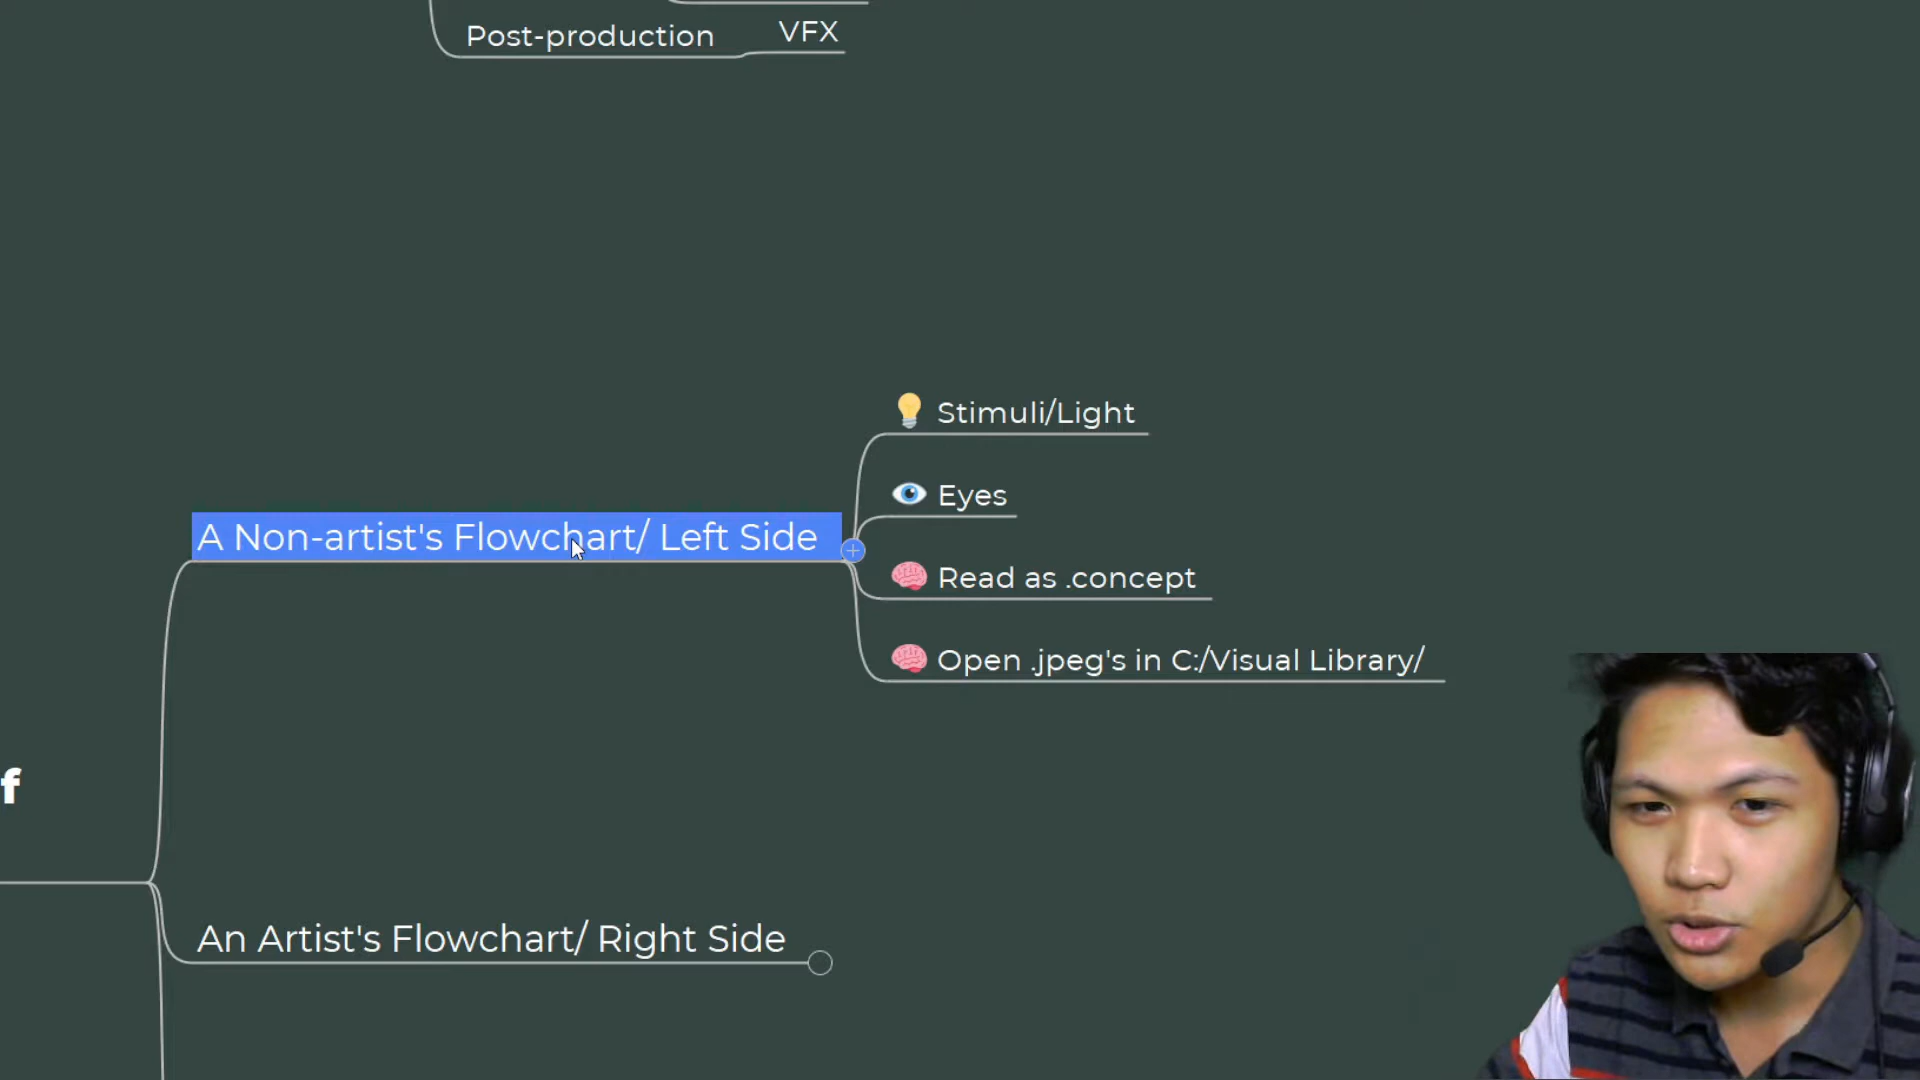 VFX
Post-production
Stimuli/Light
Eyes
A Non-artist's Flowchart/ Left Side
Read as .concept
Open .jpeg's in C:/Visual Library/
f
An Artist's Flowchart/ Right Side